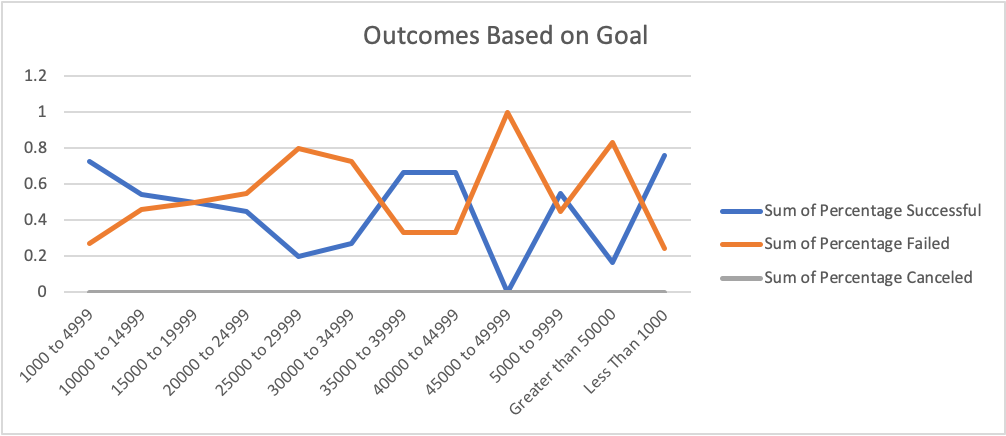 Outcomes Based on Goal
1.2
1
0.8
0.6
0.4
0.2
0
1000 to 4999
10000 to 14999
15000 to 19999
20000 to 24999
25000 to 29999
30000 to 34999
35000 to 39999
40000 to 44999
45000 to 49999
5000 to 9999
Greater than 50000
Less Than 1000
Sum of Percentage Successful
Sum of Percentage Failed
Sum of Percentage Canceled